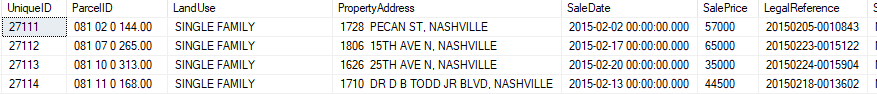 UniqueID ParcelID LandUse PropertyAddress SaleDate SalePrice LegalReference
27111 081 02 0 144.00 SINGLE FAMILY 1728  PECAN ST, NASHVILLE 2015-02-02 00:00:00.000 57000 20150205-0010843
27112 081 07 0 265.00 SINGLE FAMILY 1806  15TH AVE N, NASHVILLE 2015-02-17 00:00:00.000 65000 20150223-0015122
27113 081 10 0 313.00 SINGLE FAMILY 1626  25TH AVE N, NASHVILLE 2015-02-20 00:00:00.000 35000 20150224-0015904
27114 081 11 0 168.00 SINGLE FAMILY 1710  DR D B TODD JR BLVD, NASHVILLE 2015-02-13 00:00:00.000 44500 20150218-0013602